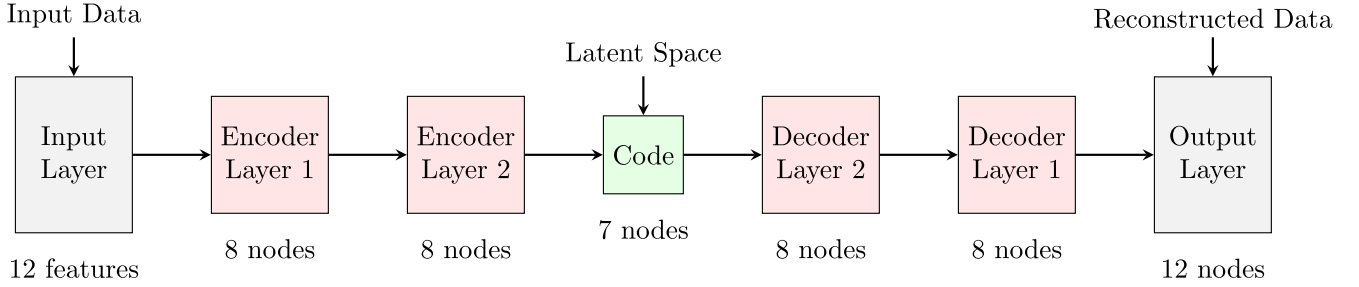 Input Data
Reconstructed Data
Latent Space
Input
Layer
Encoder
Layer 1
Encoder
Layer 2
Code
Decoder
Layer 2
Decoder
Layer 1
Output
Layer
12 features
8 nodes
8 nodes
7 nodes
8 nodes
8 nodes
12 nodes